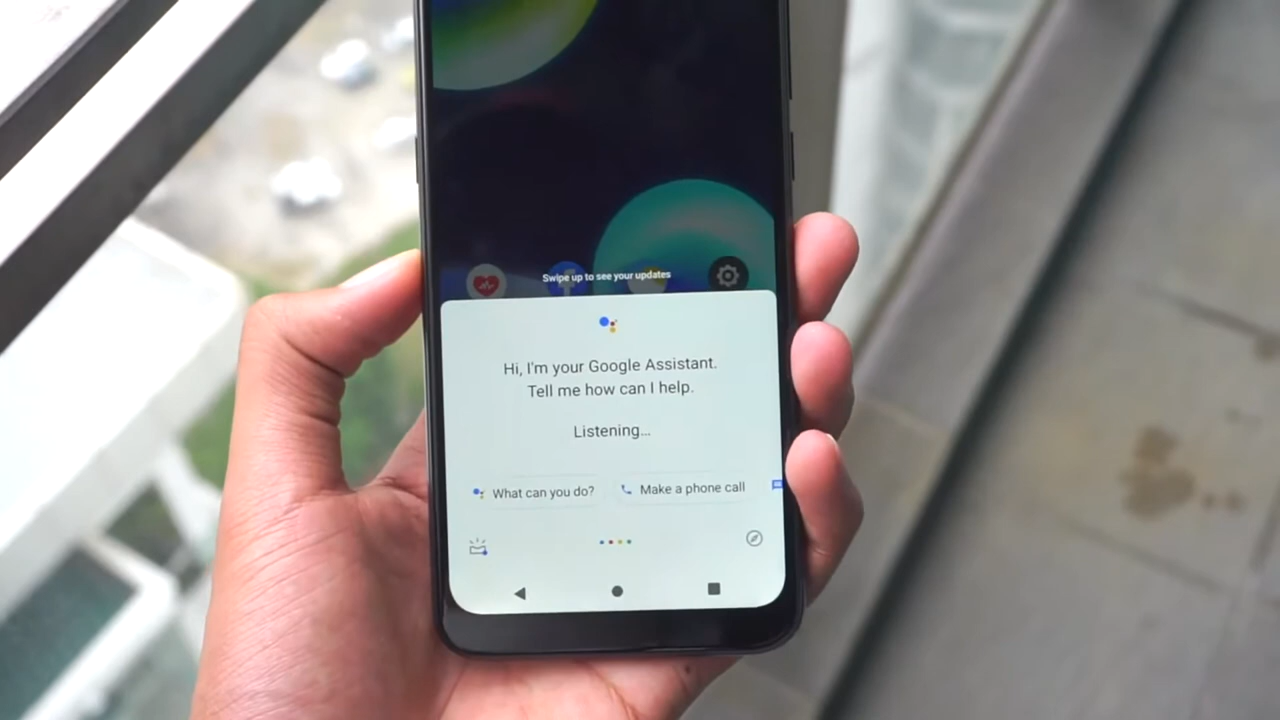 Swipe up to see your updates
Hi, I'm your Google Assistant.
Tell me how can I help.
Listening...
What can you do?
Make a phone call